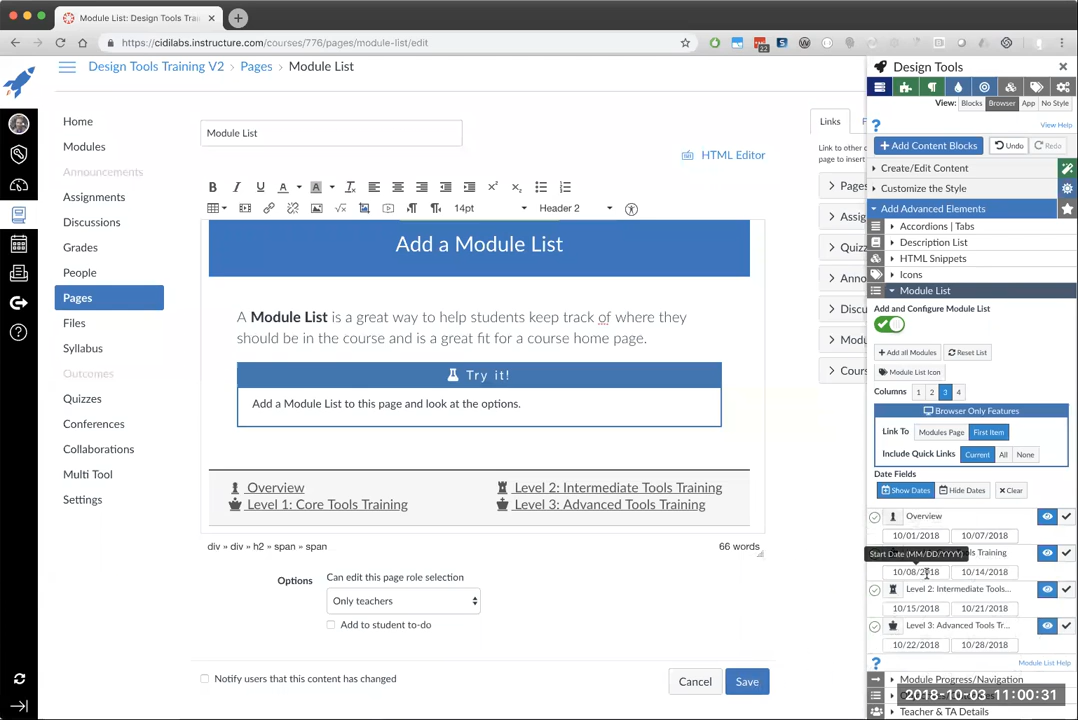 Module List: Design Tools Trai
https://cidilabs.instructure.com/courses/776/pages/module-list/edit
22
Design Tools Training V2 > Pages > Module List
Home
Modules
Announcements
Assignments
Discussions
Grades
People
Pages
Files
Syllabus
Outcomes
Quizzes
Conferences
Collaborations
Multi Tool
Settings
Module List
HTML Editor
B I U A A
14pt Header 2
Add a Module List
A Module List is a great way to help students keep track of where they
should be in the course and is a great fit for a course home page.
Try it!
Add a Module List to this page and look at the options.
Overview Level 2: Intermediate Tools Training
Level 1: Core Tools Training Level 3: Advanced Tools Training
div » div » h2 » span » span 66 words
Options Can edit this page role selection
Only teachers
Add to student to-do
Notify users that this content has changed
Cancel Save
Links F
Link to other c
page to insert
Pages
Assig
Quizz
Anno
Discu
Modu
Cours
Design Tools
View: Blocks Browser App No Style
View Help
Add Content Blocks Undo Redo
Create/Edit Content
Customize the Style
Add Advanced Elements
Accordions | Tabs
Description List
HTML Snippets
Icons
Module List
Add and Configure Module List
Add all Modules Reset List
Module List Icon
Columns 1 2 3 4
Browser Only Features
Link To Modules Page First Item
Include Quick Links Current All None
Date Fields
Show Dates Hide Dates Clear
Overview
10/01/2018 10/07/2018
Start Date (MM/DD/YYYY) s Training
10/08/2018 10/14/2018
Level 2: Intermediate Tools...
10/15/2018 10/21/2018
Level 3: Advanced Tools Tr...
10/22/2018 10/28/2018
Module List Help
Module Progress/Navigation
2018-10-03 11:00:31
Teacher & TA Details